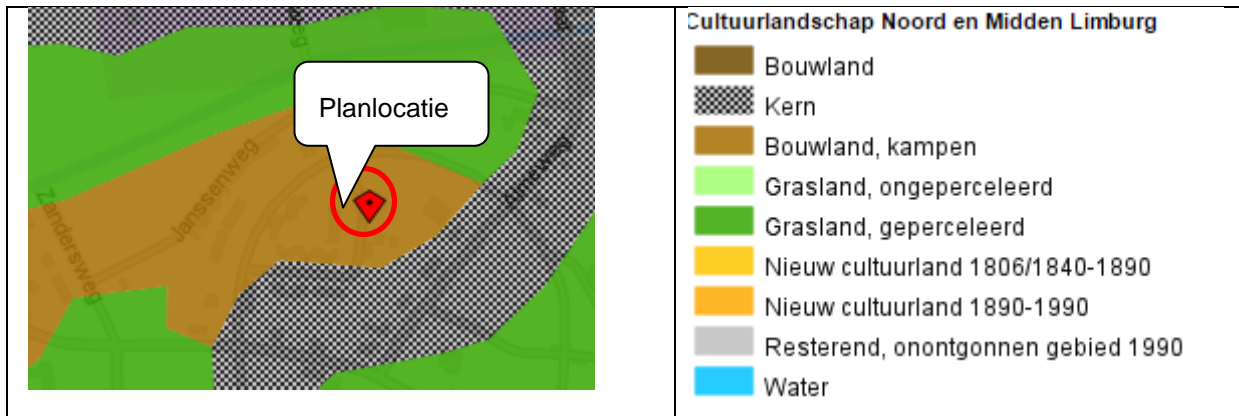 Planlocatie
Janssenweg
Zandersweg
Cultuurlandschap Noord en Midden Limburg
Bouwland
Kern
Bouwland, kampen
Grasland, ongeperceleerd
Grasland, geperceleerd
Nieuw cultuurland 1806/1840-1890
Nieuw cultuurland 1890-1990
Resterend, onontgonnen gebied 1990
Water